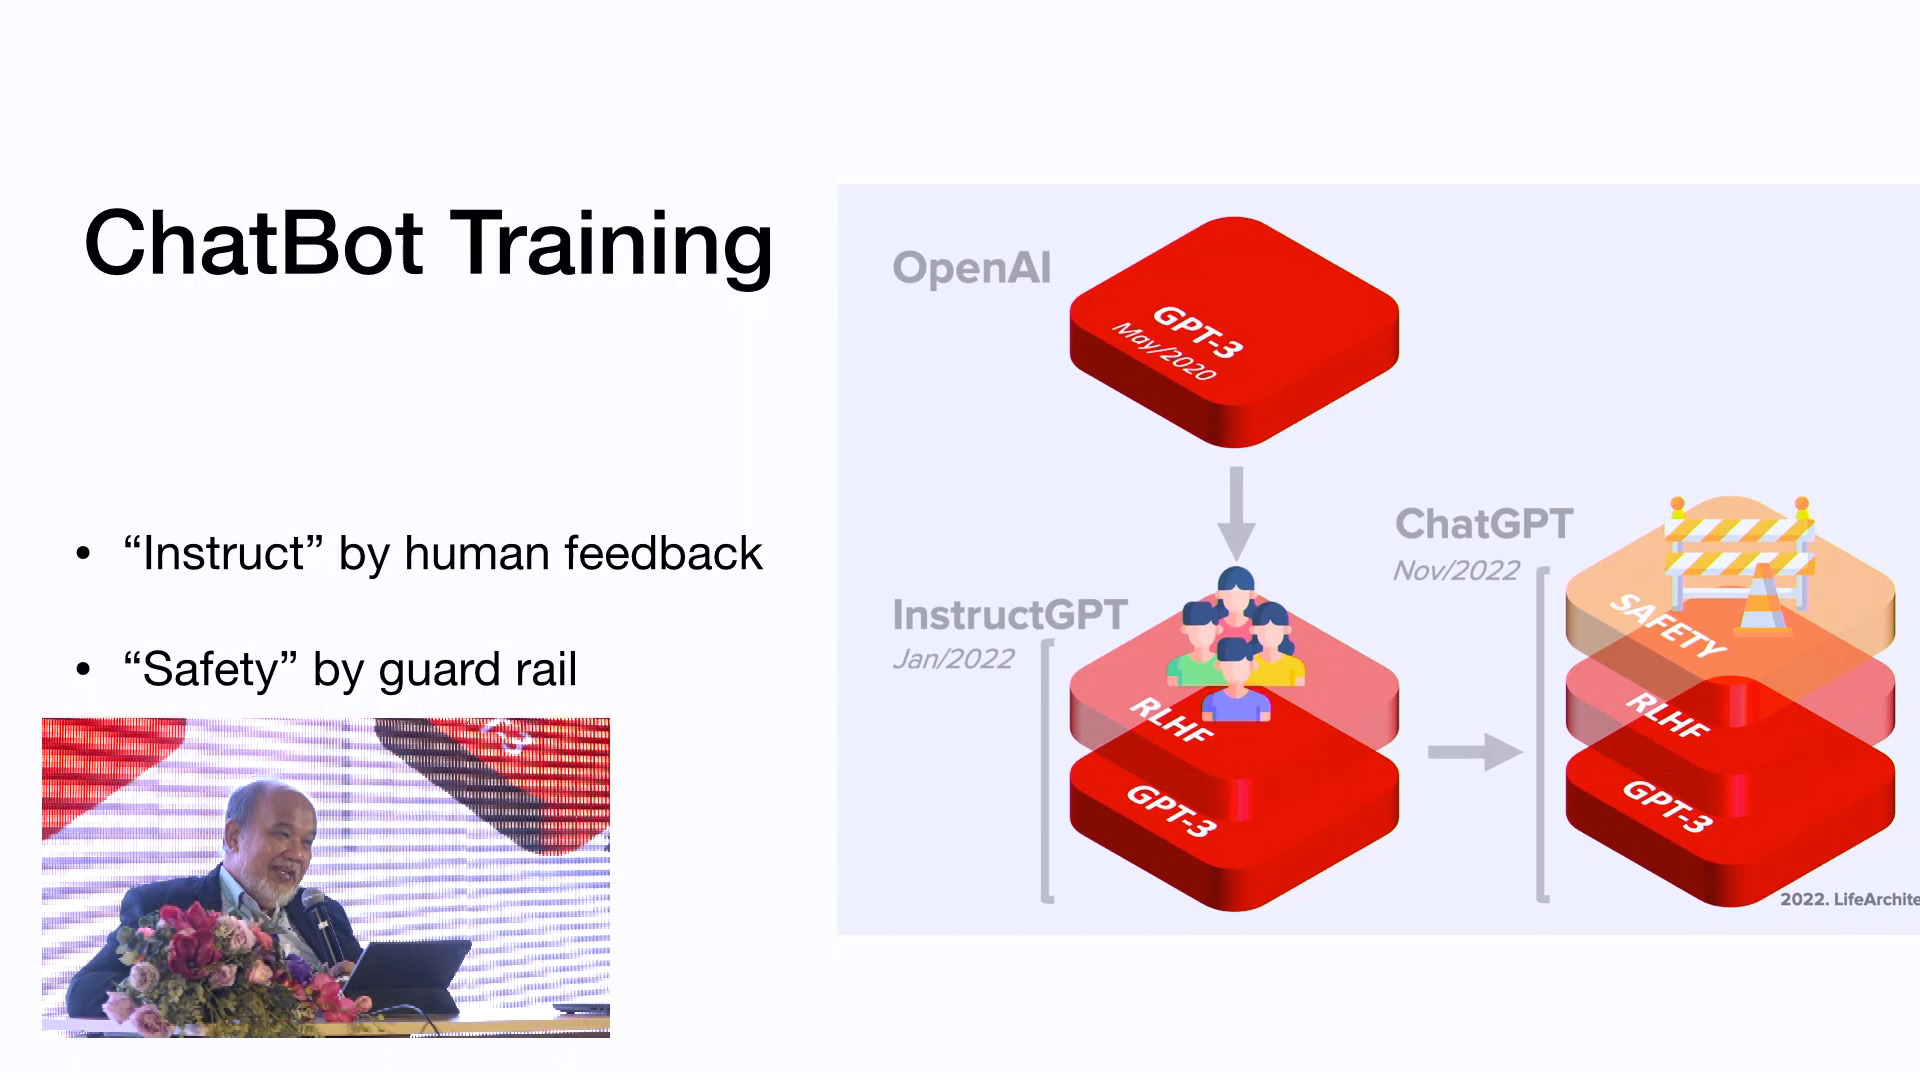 ChatBot Training
• “Instruct” by human feedback
• “Safety” by guard rail
OpenAI
GPT-3
May/2020
InstructGPT
Jan/2022
RLHF
GPT-3
ChatGPT
Nov/2022
SAFETY
RLHF
GPT-3
2022. LifeArchite